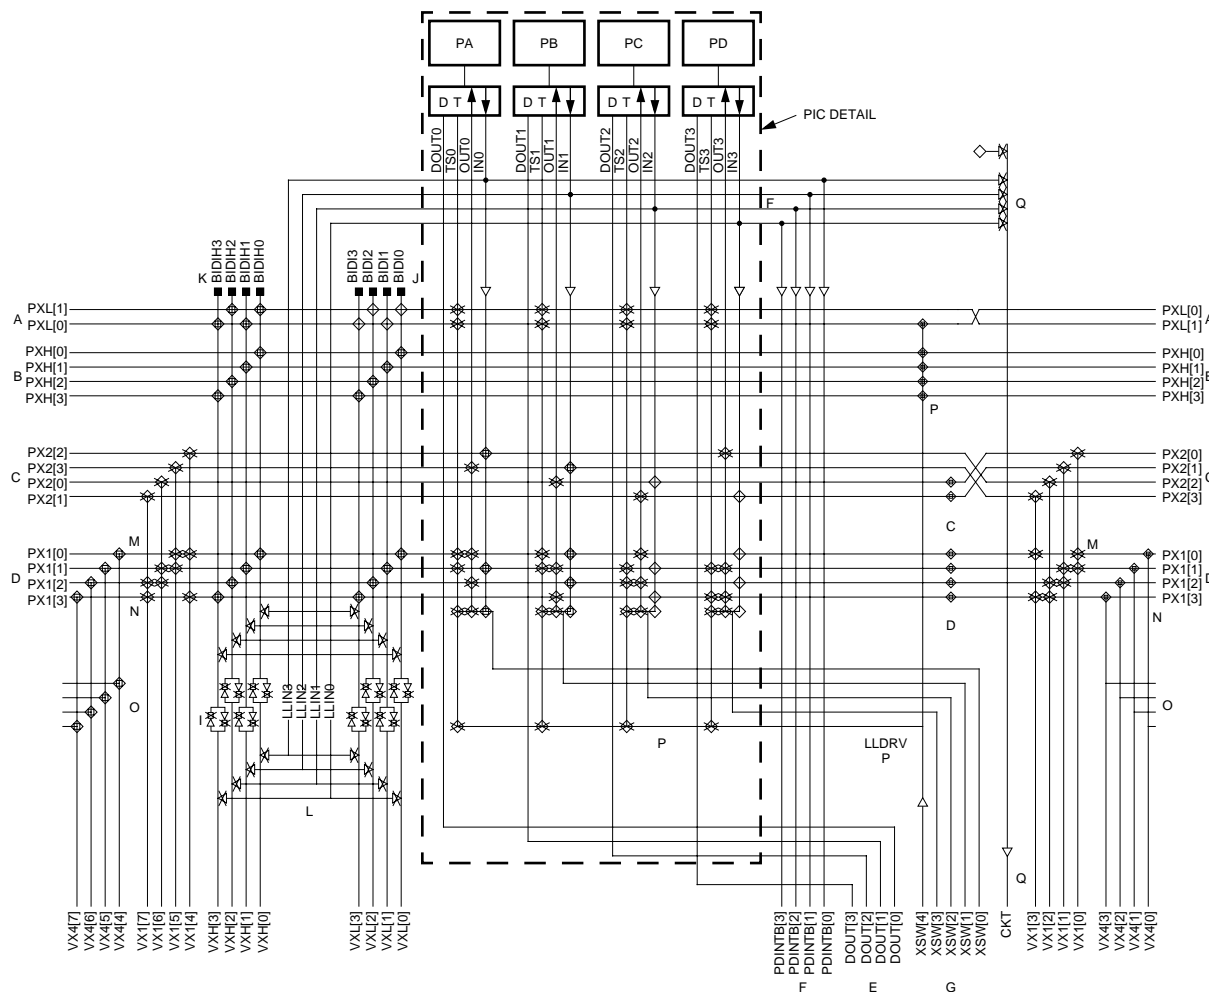 PA PB PC PD
D T D T D T D T
PIC DETAIL
DOUT0
TS0
OUT0
IN0
DOUT1
TS1
OUT1
IN1
DOUT2
TS2
OUT2
IN2
DOUT3
TS3
OUT3
IN3
F
Q
K
BIDIH3
BIDIH2
BIDIH1
BIDIH0
BIDI3
BIDI2
BIDI1
BIDI0
J
PXL[1] PXL[0]
A PXL[0] PXL[1] A
PXH[0] PXH[0]
PXH[1] PXH[1]
B PXH[2] PXH[2] B
PXH[3] PXH[3]
P
PX2[2] PX2[0]
PX2[3] PX2[1]
C PX2[0] PX2[2] C
PX2[1] PX2[3]
C
M M
PX1[0] PX1[0]
PX1[1] PX1[1]
D PX1[2] PX1[2] D
PX1[3] PX1[3]
N D N
LLIN3
LLIN2
LLIN1
LLIN0
O O
I
P LLDRV
P
L
Q
VX4[7]
VX4[6]
VX4[5]
VX4[4]
VX1[7]
VX1[6]
VX1[5]
VX1[4]
VXH[3]
VXH[2]
VXH[1]
VXH[0]
VXL[3]
VXL[2]
VXL[1]
VXL[0]
PDINTB[3]
PDINTB[2]
PDINTB[1]
PDINTB[0]
DOUT[3]
DOUT[2]
DOUT[1]
DOUT[0]
XSW[4]
XSW[3]
XSW[2]
XSW[1]
XSW[0]
CKT
VX1[3]
VX1[2]
VX1[1]
VX1[0]
VX4[3]
VX4[2]
VX4[1]
VX4[0]
F E G